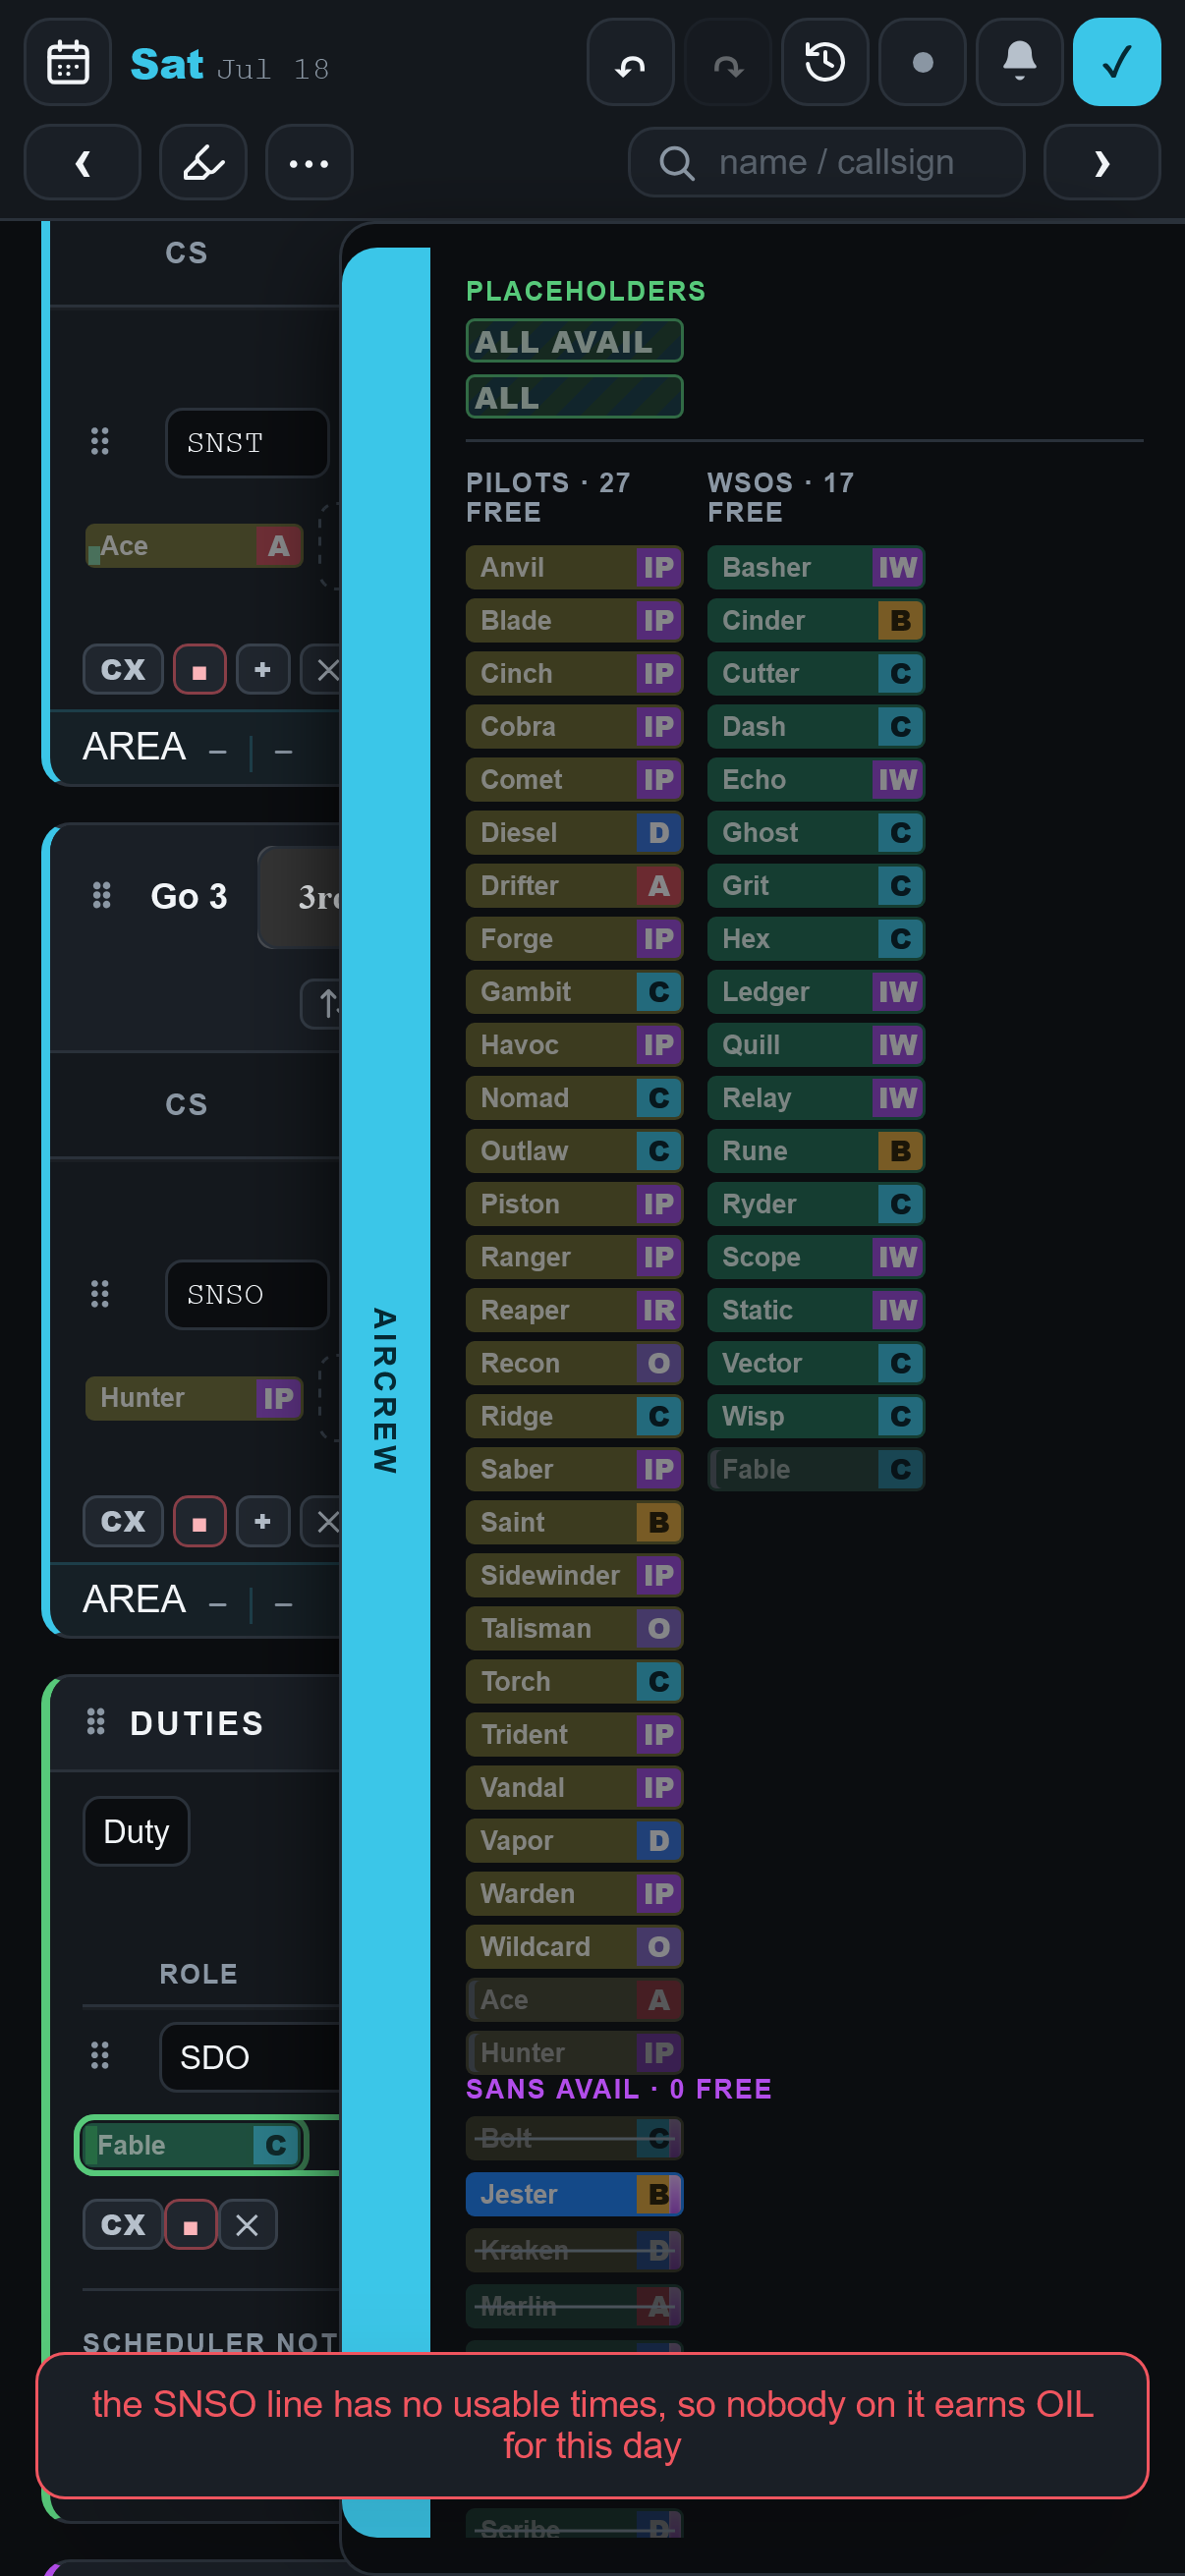 Sat Jul 18
name / callsign
CS
SNST
Ace A
CX +
AREA – | –
Go 3
CS
SNSO
Hunter IP
CX +
AREA – | –
DUTIES
Duty
ROLE
SDO
Fable C
CX
AIRCREW
PLACEHOLDERS
ALL AVAIL
ALL
PILOTS · 27 FREE
Anvil IP
Blade IP
Cinch IP
Cobra IP
Comet IP
Diesel D
Drifter A
Forge IP
Gambit C
Havoc IP
Nomad C
Outlaw C
Piston IP
Ranger IP
Reaper IR
Recon O
Ridge C
Saber IP
Saint B
Sidewinder IP
Talisman O
Torch C
Trident IP
Vandal IP
Vapor D
Warden IP
Wildcard O
Ace A
Hunter IP
WSOS · 17 FREE
Basher IW
Cinder B
Cutter C
Dash C
Echo IW
Ghost C
Grit C
Hex C
Ledger IW
Quill IW
Relay IW
Rune B
Ryder C
Scope IW
Static IW
Vector C
Wisp C
Fable C
SANS AVAIL · 0 FREE
Bolt C
Jester B
Kraken D
Marlin A
Scribe D
the SNSO line has no usable times, so nobody on it earns OIL
for this day